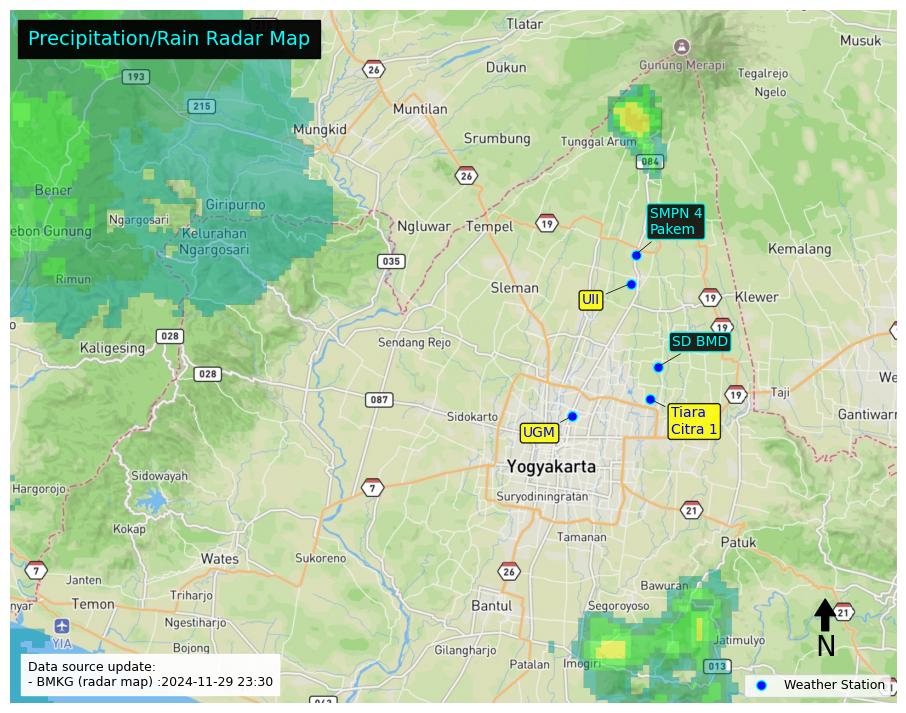 Precipitation/Rain Radar Map
Tlatar
Musuk
26
193
Dukun
Gunung Merapi
Tegalrejo
Ngelo
215
Muntilan
Mungkid
Srumbung
Tunggal Arum
084
26
Bener
Giripurno
Ngargosari
SMPN 4
Pakem
Ngluwar
Tempel
19
ebon Gunung
Kelurahan
Ngargosari
Kemalang
035
Rimun
Sleman
UII
19
Klewer
19
028
Kaligesing
Sendang Rejo
SD BMD
028
087
19
Taji
We
Sidokarto
Tiara
Citra 1
Gantiwarn
UGM
Yogyakarta
Sidowayah
Hargorojo
7
Suryodiningratan
21
Kokap
Tamanan
Patuk
Wates
Sukoreno
7
26
Janten
Bawuran
Triharjo
nyar
Temon
Bantul
Segoroyoso
21
Ngestiharjo
YIA
N
Jatimulyo
Bojong
Gilangharjo
Patalan
Imogiri
013
Data source update:
- BMKG (radar map) :2024-11-29 23:30
Weather Station